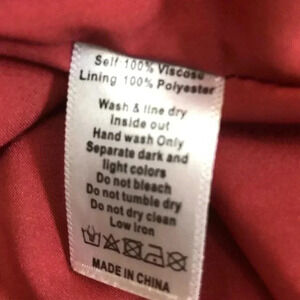 Self 100% Viscose
Lining 100% Polyester
Wash & line dry
Inside out
Hand wash Only
Separate dark and
light colors
Do not bleach
Do not tumble dry
Do not dry clean
Low iron
MADE IN CHINA